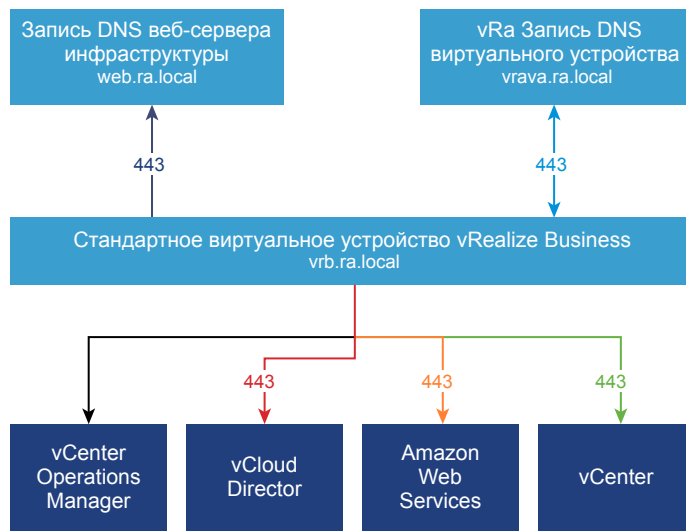 Запись DNS веб-сервера
инфраструктуры
web.ra.local
vRa Запись DNS
виртуального устройства
vrava.ra.local
443
443
Стандартное виртуальное устройство vRealize Business
vrb.ra.local
443
443
443
vCenter
Operations
Manager
vCloud
Director
Amazon
Web
Services
vCenter